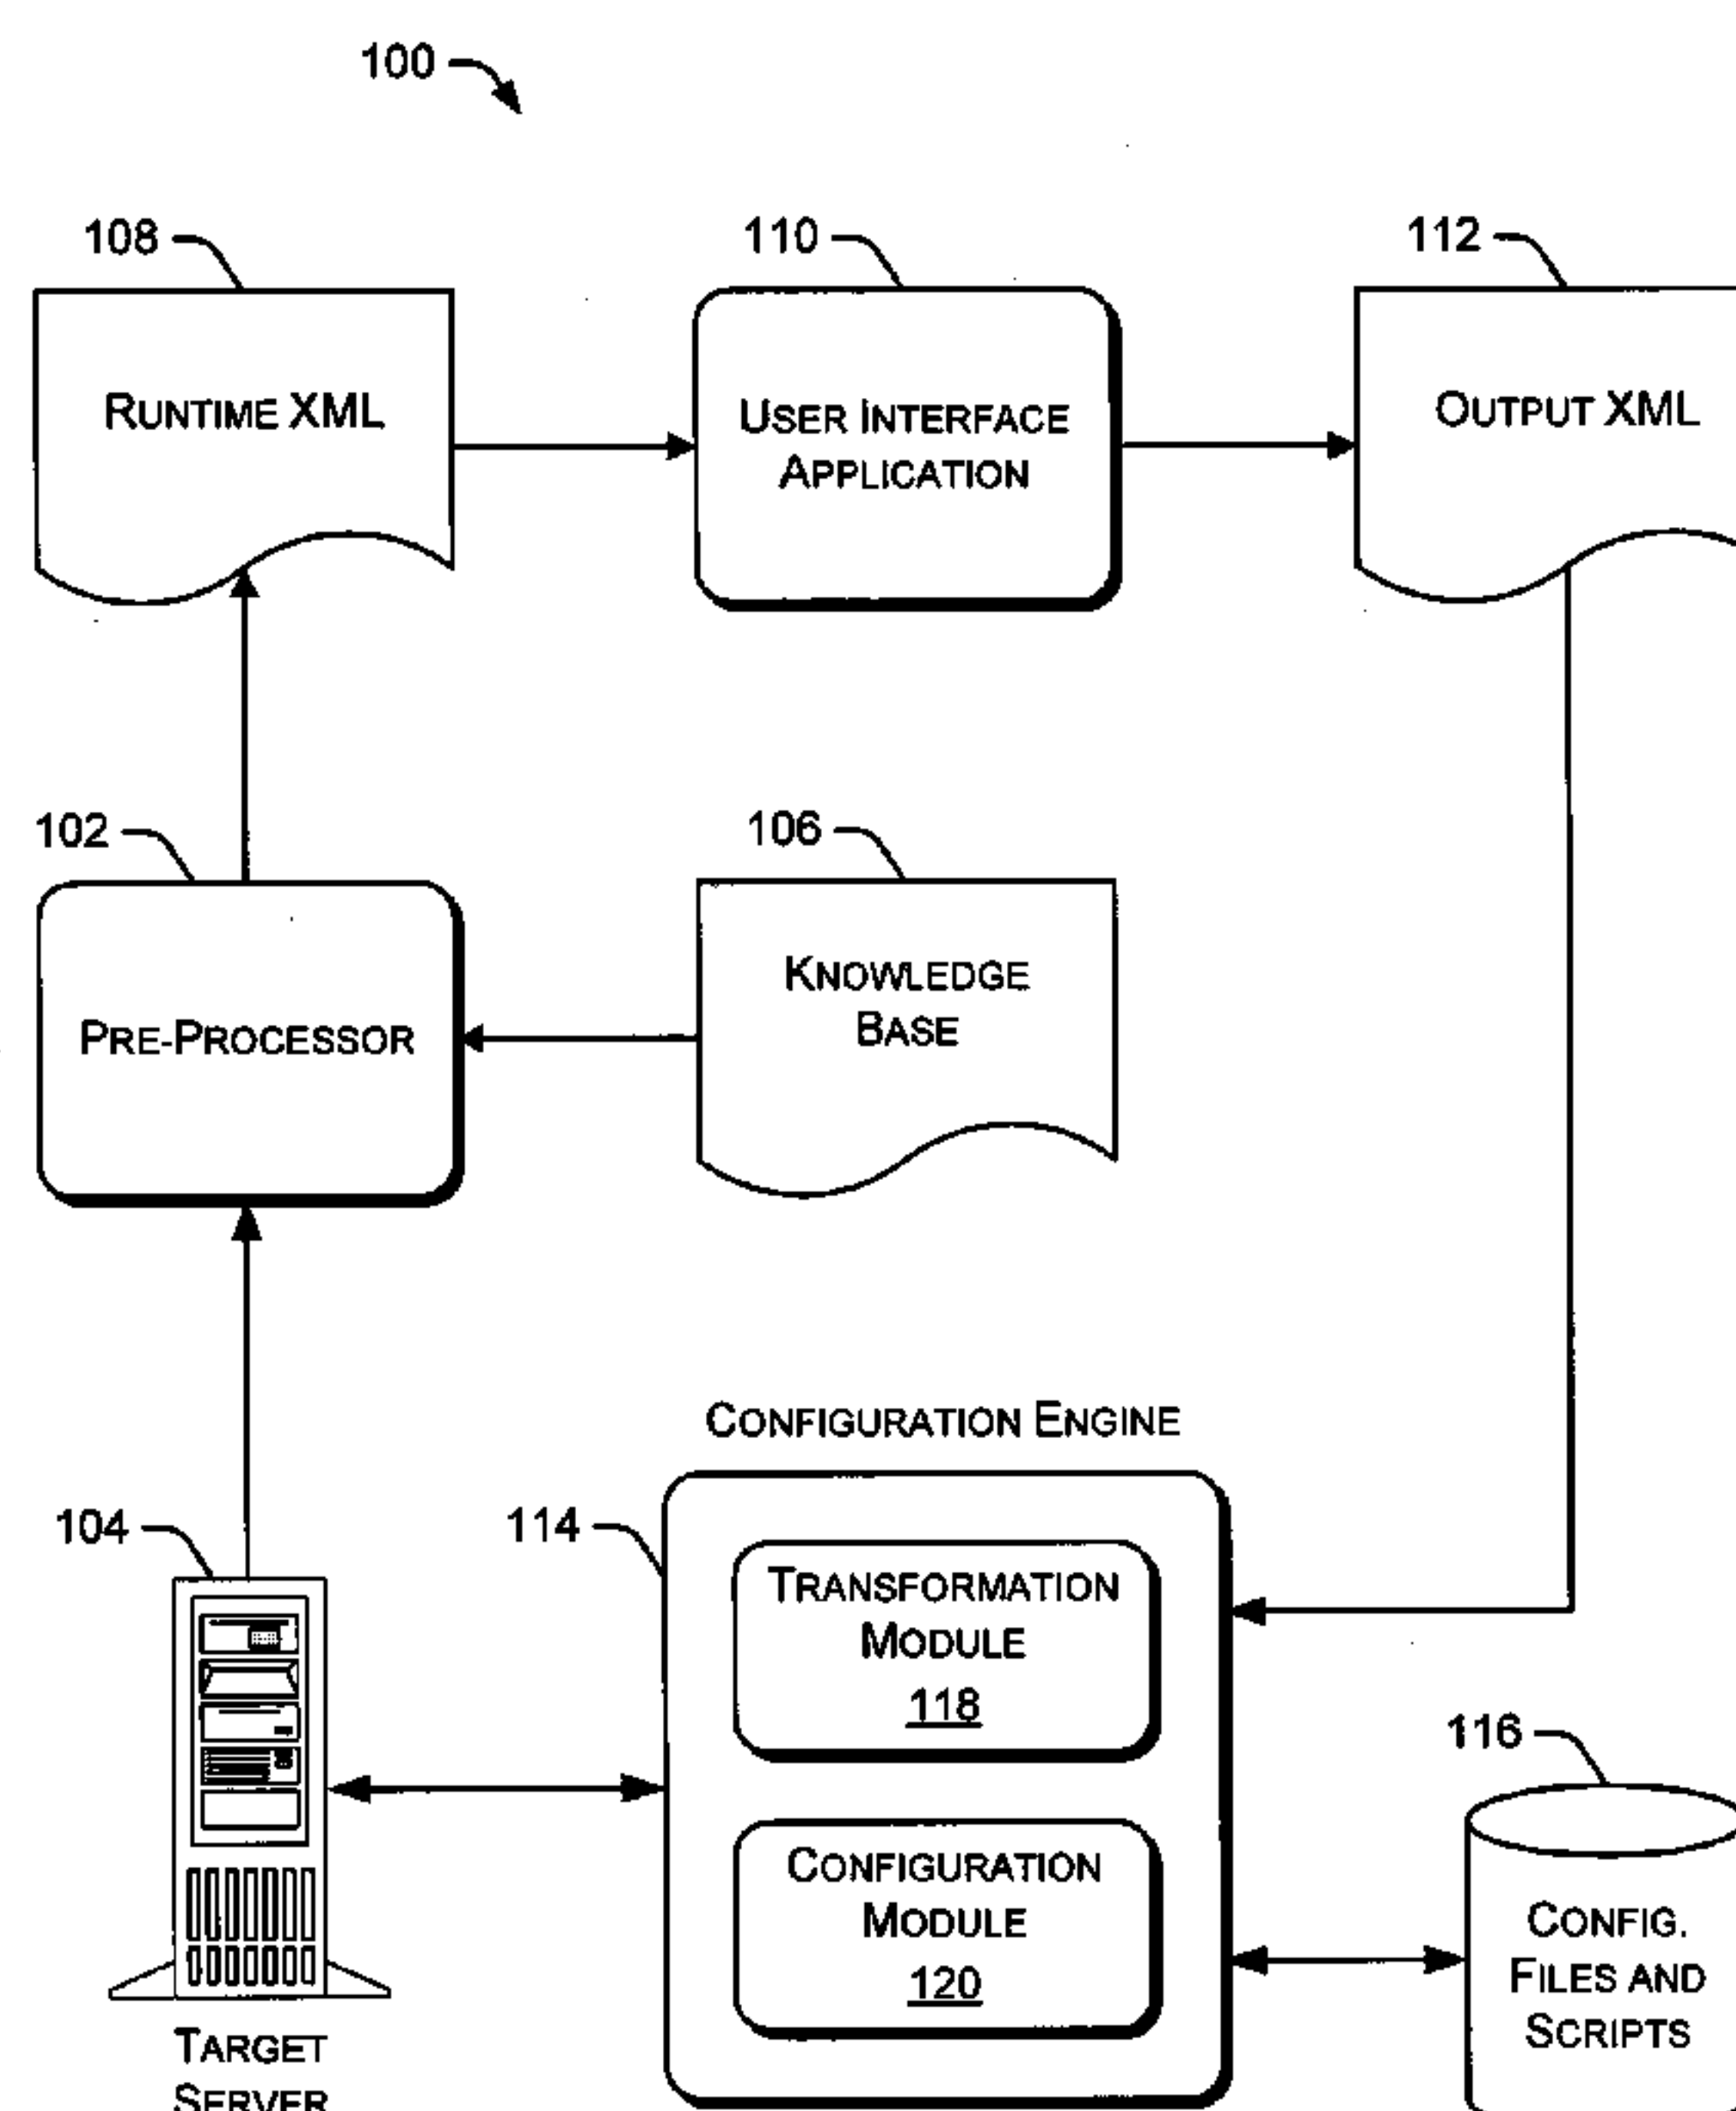 100
108
110
112
RUNTIME XML
USER INTERFACE
APPLICATION
OUTPUT XML
102
106
PRE-PROCESSOR
KNOWLEDGE
BASE
CONFIGURATION ENGINE
104
114
TRANSFORMATION
MODULE
118
116
CONFIGURATION
MODULE
120
CONFIG.
FILES AND
SCRIPTS
TARGET
SERVER